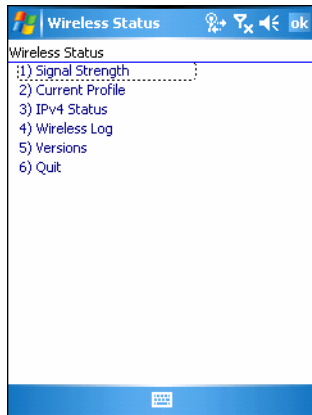 Wireless Status ok
Wireless Status
1) Signal Strength
2) Current Profile
3) IPv4 Status
4) Wireless Log
5) Versions
6) Quit